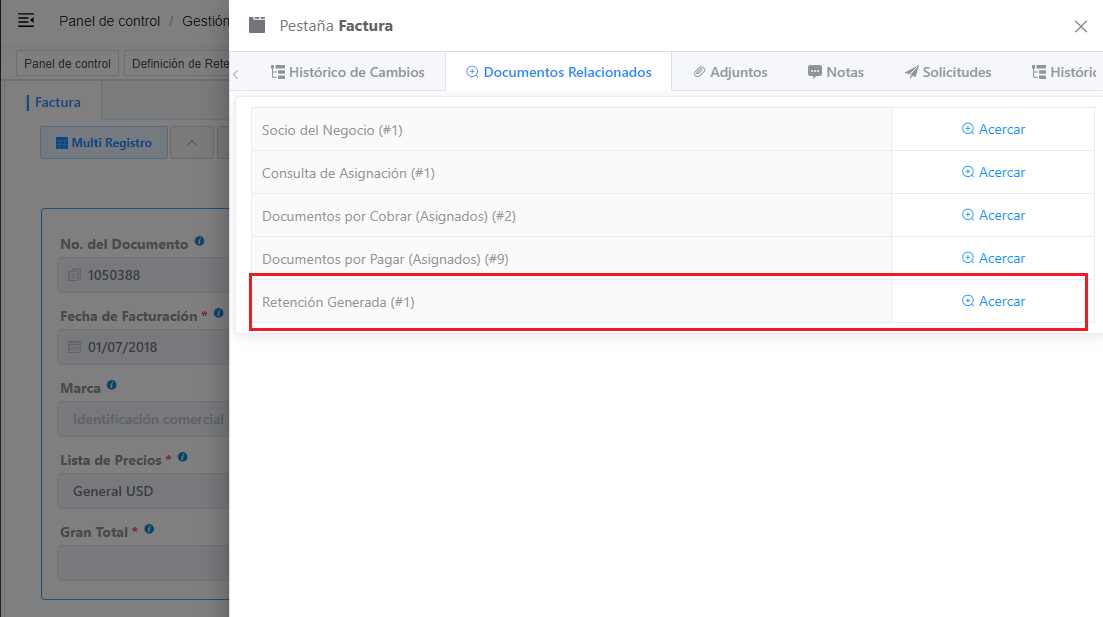 Panel de control / Gestión
Panel de control
Definición de Rete
Factura
Multi Registro
No. del Documento
1050388
Fecha de Facturación *
01/07/2018
Marca
Identificación comercial
Lista de Precios *
General USD
Gran Total *
Pestaña Factura
Histórico de Cambios
Documentos Relacionados
Adjuntos
Notas
Solicitudes
Históric
Socio del Negocio (#1) Acercar
Consulta de Asignación (#1) Acercar
Documentos por Cobrar (Asignados) (#2) Acercar
Documentos por Pagar (Asignados) (#9) Acercar
Retención Generada (#1) Acercar